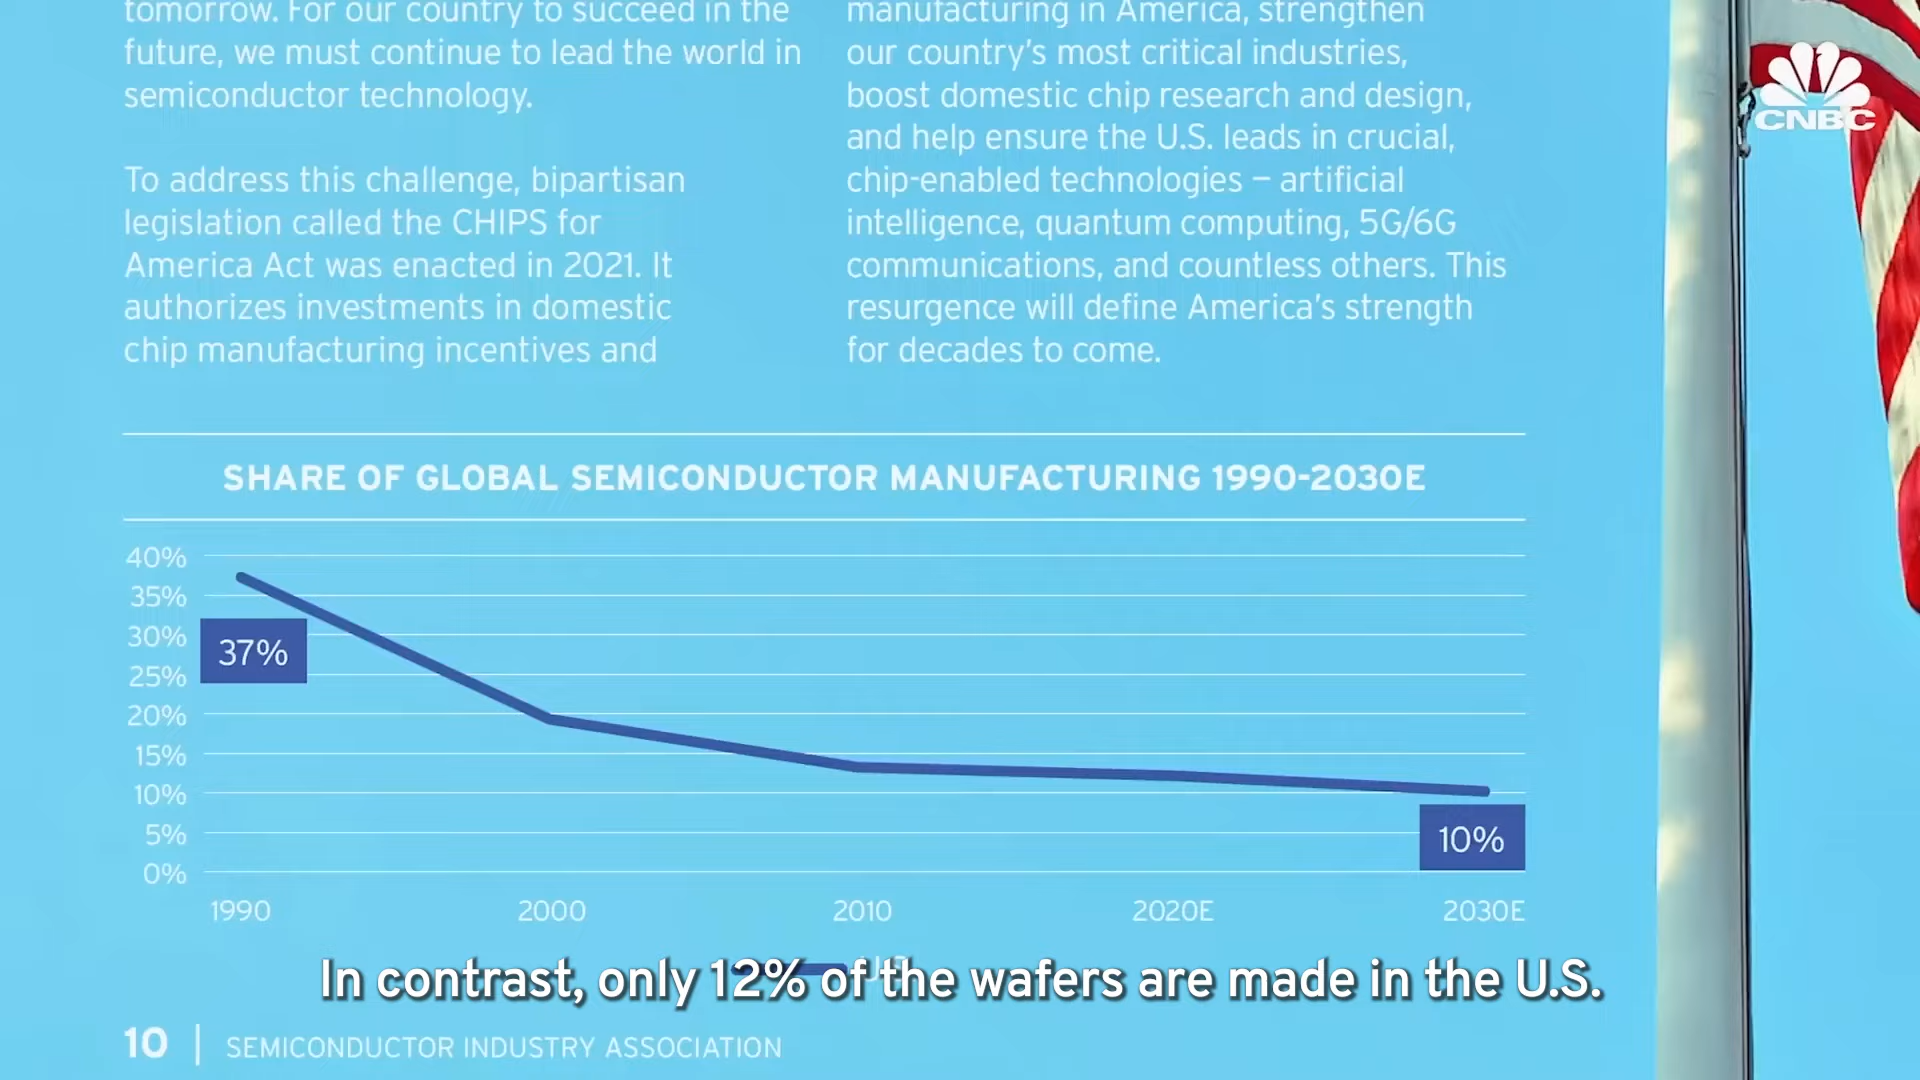 tomorrow. For our country to succeed in the
future, we must continue to lead the world in
semiconductor technology.
To address this challenge, bipartisan
legislation called the CHIPS for
America Act was enacted in 2021. It
authorizes investments in domestic
chip manufacturing incentives and
manufacturing in America, strengthen
our country's most critical industries,
boost domestic chip research and design,
and help ensure the U.S. leads in crucial,
chip-enabled technologies – artificial
intelligence, quantum computing, 5G/6G
communications, and countless others. This
resurgence will define America's strength
for decades to come.
CNBC
SHARE OF GLOBAL SEMICONDUCTOR MANUFACTURING 1990-2030E
40%
35%
30%
25%
20%
15%
10%
5%
0%
37%
10%
1990 2000 2010 2020E 2030E
In contrast, only 12% of the wafers are made in the U.S.
10 | SEMICONDUCTOR INDUSTRY ASSOCIATION